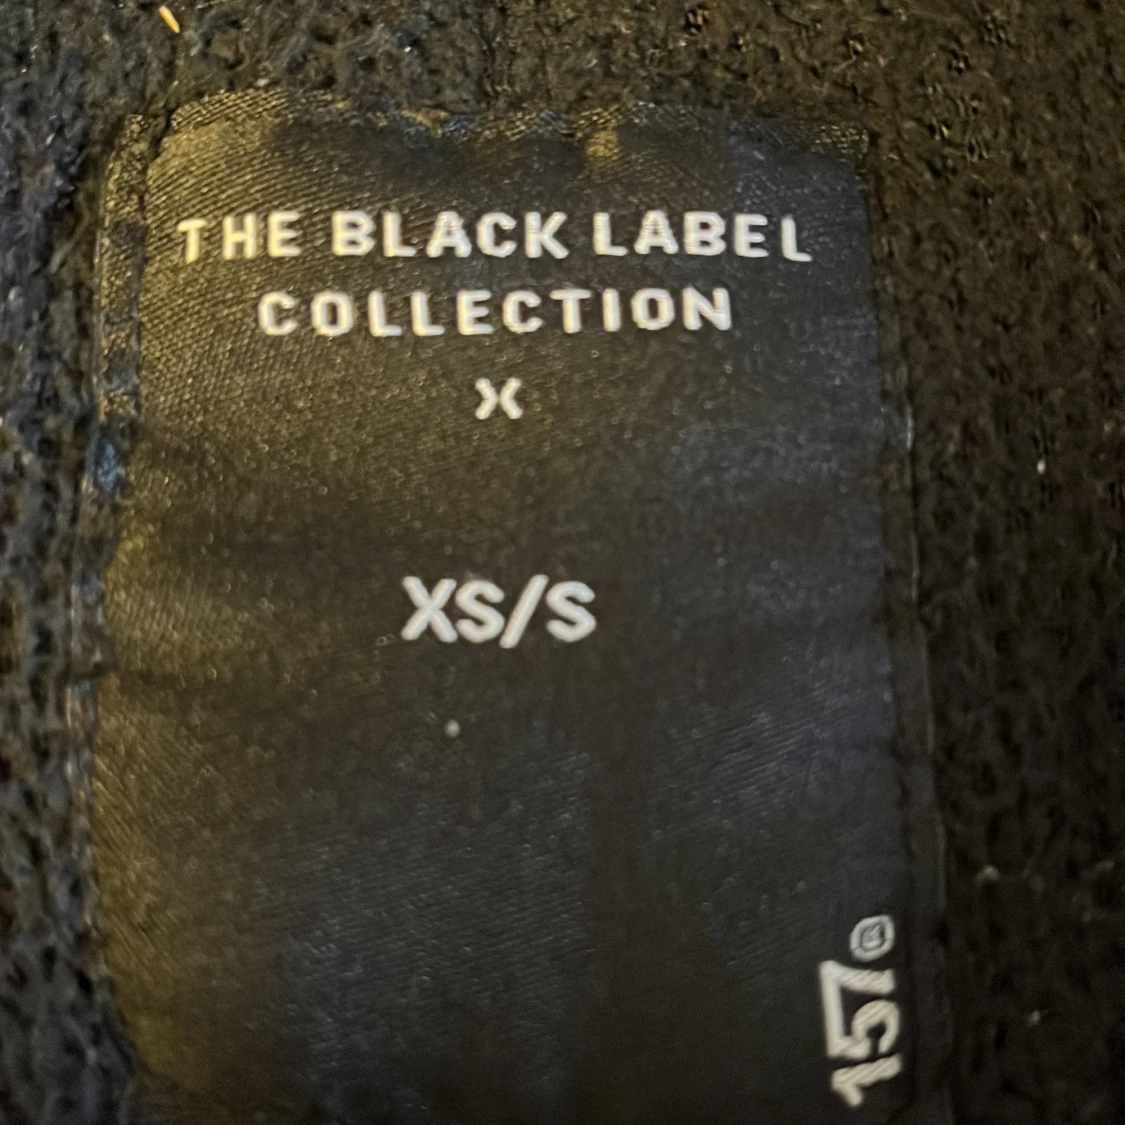 THE BLACK LABEL
COLLECTION
X
XS/S
157®